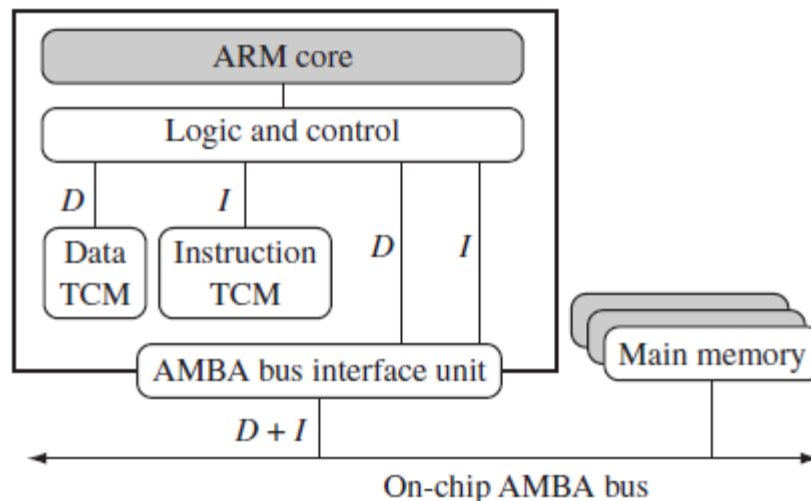 ARM core
Logic and control
D
I
D
I
Data
TCM
Instruction
TCM
Main memory
AMBA bus interface unit
D + I
On-chip AMBA bus